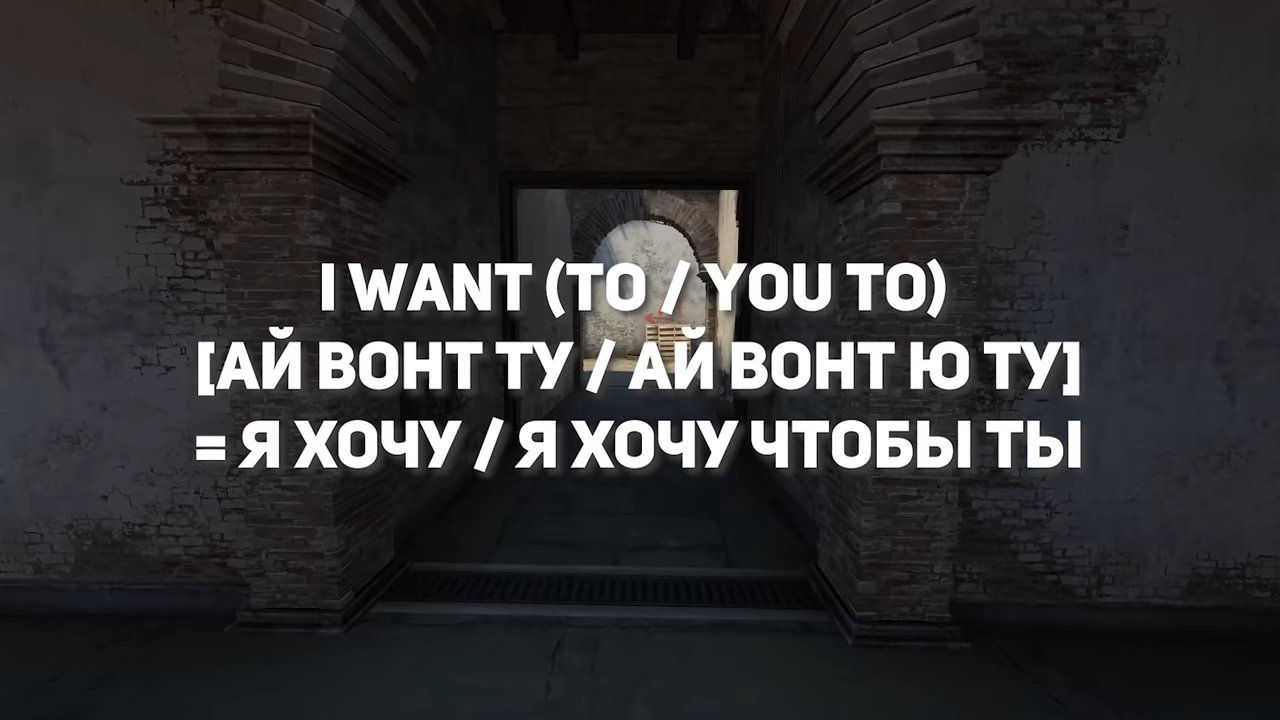 I WANT (TO / YOU TO)
[АЙ ВОНТ ТУ / АЙ ВОНТ Ю ТУ]
= Я ХОЧУ / Я ХОЧУ ЧТОБЫ ТЫ